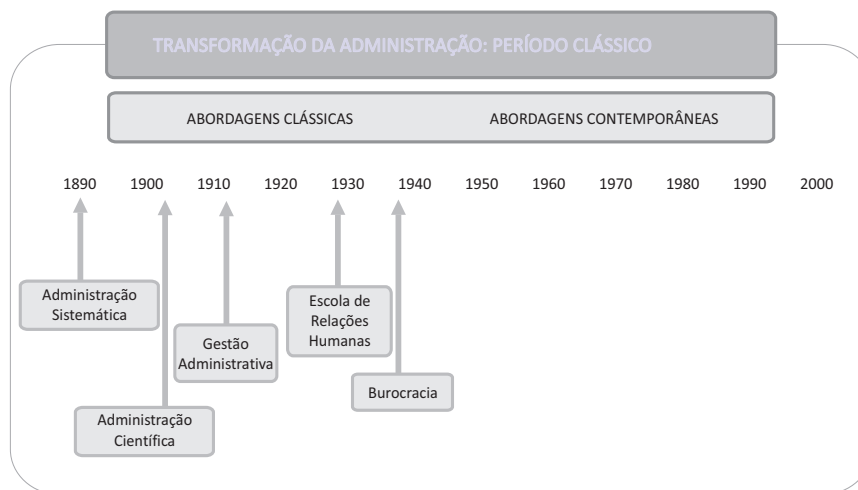 TRANSFORMAÇÃO DA ADMINISTRAÇÃO: PERÍODO CLÁSSICO
ABORDAGENS CLÁSSICAS ABORDAGENS CONTEMPORÂNEAS
1890 1900 1910 1920 1930 1940 1950 1960 1970 1980 1990 2000
Administração
Sistemática
Escola de
Relações
Humanas
Gestão
Administrativa
Burocracia
Administração
Científica